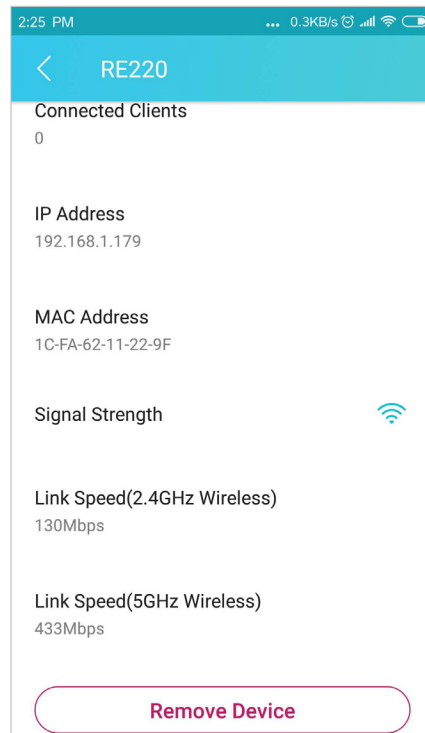 2:25 PM ... 0.3KB/s
RE220
Connected Clients
0
IP Address
192.168.1.179
MAC Address
1C-FA-62-11-22-9F
Signal Strength
Link Speed(2.4GHz Wireless)
130Mbps
Link Speed(5GHz Wireless)
433Mbps
Remove Device